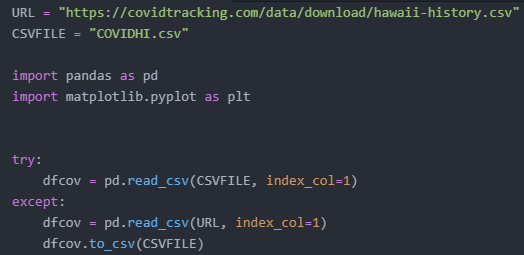 URL = "https://covidtracking.com/data/download/hawaii-history.csv"
CSVFILE = "COVIDHI.csv"
import pandas as pd
import matplotlib.pyplot as plt
try:
    dfcov = pd.read_csv(CSVFILE, index_col=1)
except:
    dfcov = pd.read_csv(URL, index_col=1)
    dfcov.to_csv(CSVFILE)